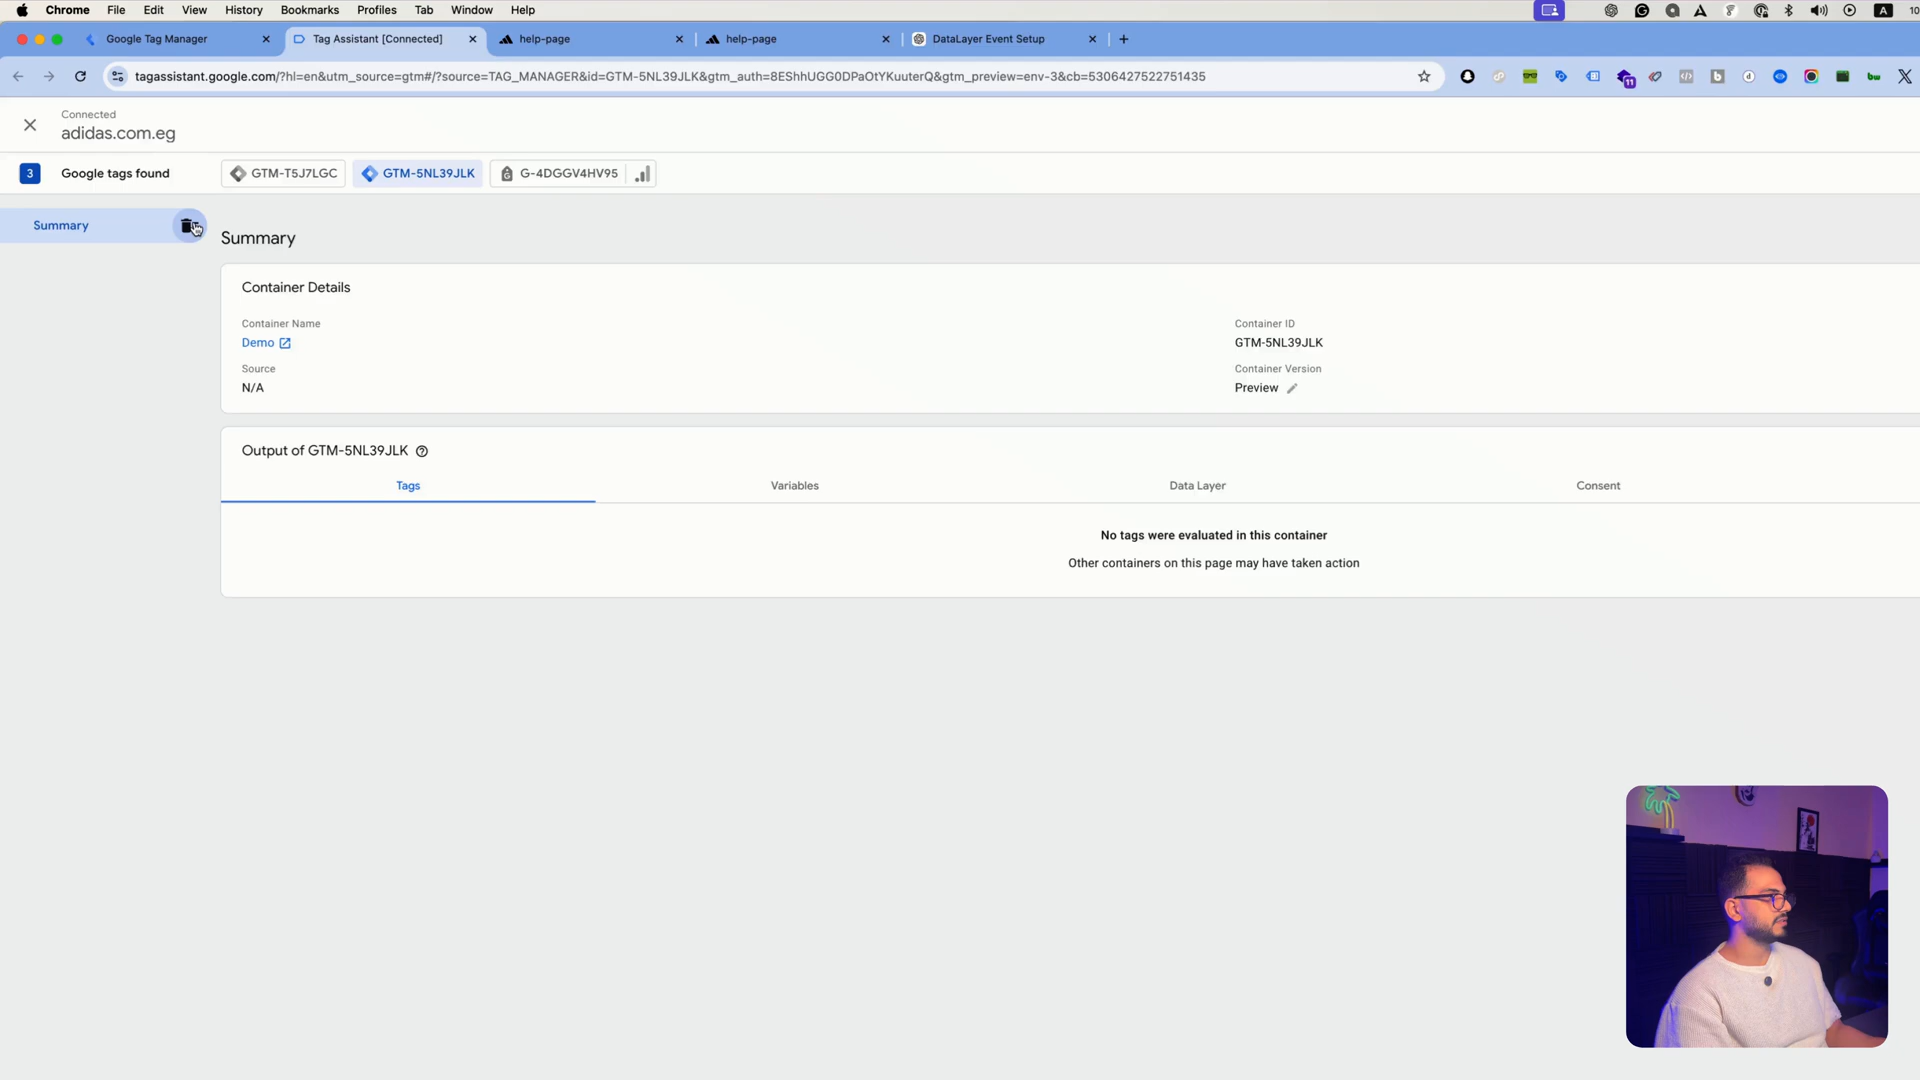 Chrome File Edit View History Bookmarks Profiles Tab Window Help A 10
Google Tag Manager Tag Assistant [Connected] help-page help-page DataLayer Event Setup
tagassistant.google.com/?hl=en&utm_source=gtm#/?source=TAG_MANAGER&id=GTM-5NL39JLK&gtm_auth=8EShhUGG0DPaOtYKuuterQ&gtm_preview=env-3&cb=5306427522751435
11
Connected
adidas.com.eg
3 Google tags found GTM-T5J7LGC GTM-5NL39JLK G-4DGGV4HV95
Summary
Summary
Container Details
Container Name Container ID
Demo GTM-5NL39JLK
Source Container Version
N/A Preview
Output of GTM-5NL39JLK
Tags Variables Data Layer Consent
No tags were evaluated in this container
Other containers on this page may have taken action